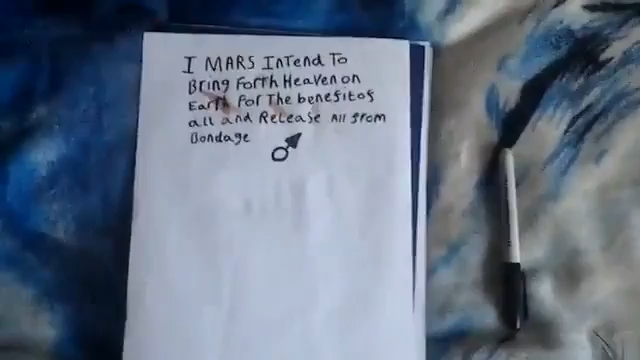 I MARS Intend To
Bring Forth Heaven on
Earth For The benefit of
all and Release All from
Bondage